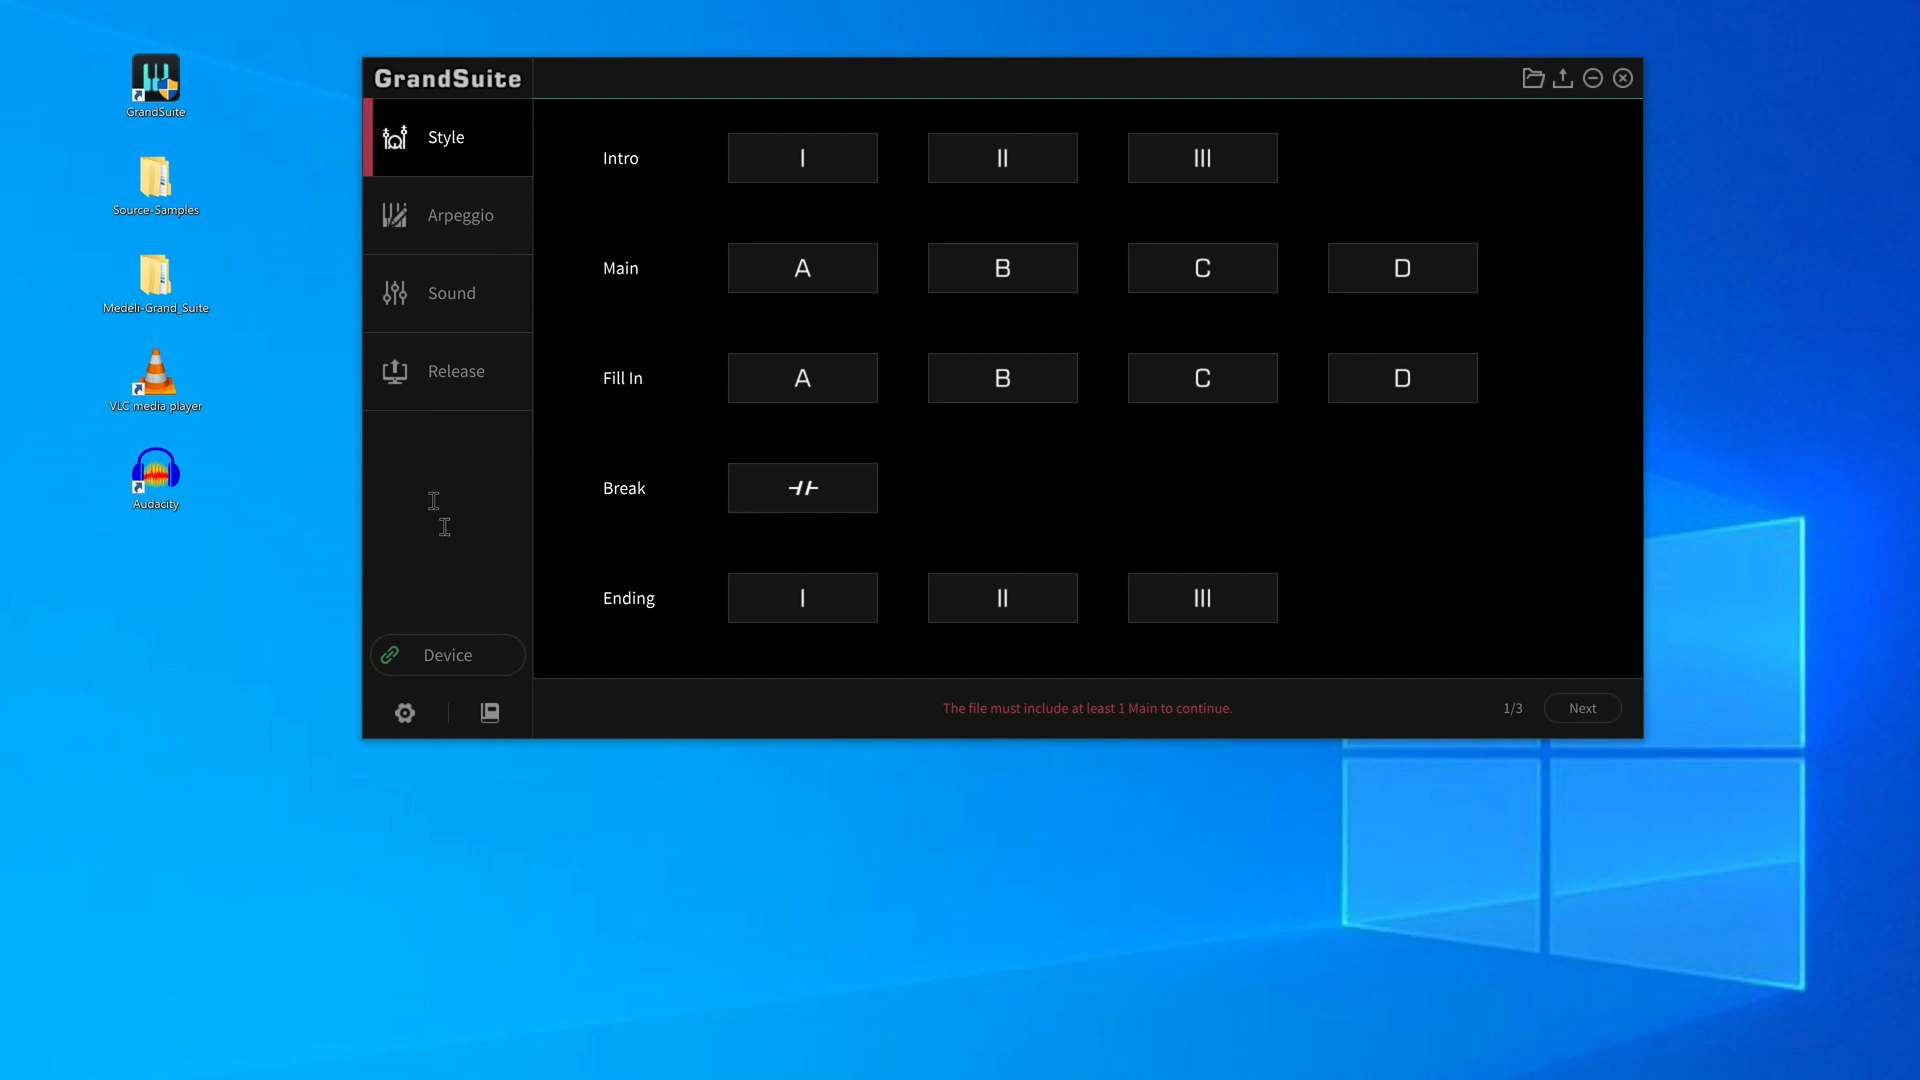 GrandSuite
Source-Samples
Medeli-Grand_Suite
VLC media player
Audacity
GrandSuite
Style
Arpeggio
Sound
Release
Device
Intro I II III
Main A B C D
Fill In A B C D
Break
Ending I II III
The file must include at least 1 Main to continue.
1/3 Next